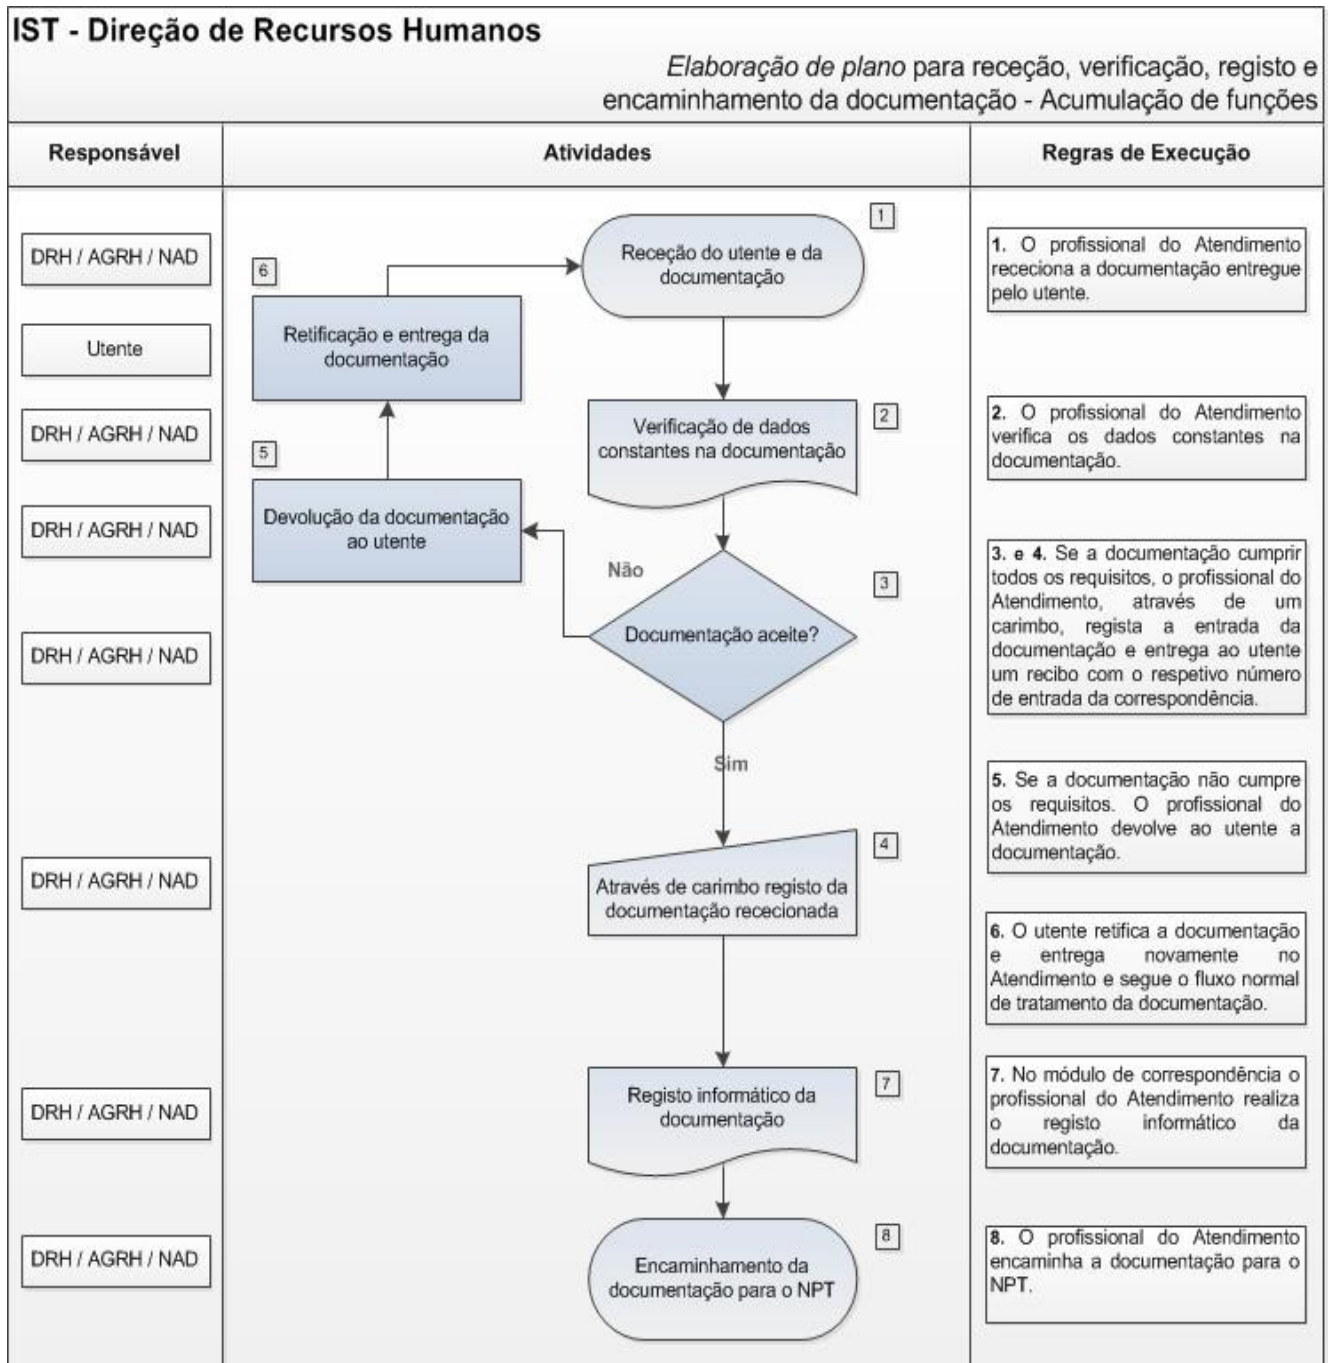 IST - Direção de Recursos Humanos
Elaboração de plano para receção, verificação, registo e
encaminhamento da documentação - Acumulação de funções
Responsável
Atividades
Regras de Execução
DRH / AGRH / NAD
6
1
Receção do utente e da
documentação
1. O profissional do Atendimento
receciona a documentação entregue
pelo utente.
Utente
Retificação e entrega da
documentação
DRH / AGRH / NAD
2
Verificação de dados
constantes na documentação
2. O profissional do Atendimento
verifica os dados constantes na
documentação.
DRH / AGRH / NAD
5
Devolução da documentação
ao utente
Não
3
Documentação aceite?
3. e 4. Se a documentação cumprir
todos os requisitos, o profissional do
Atendimento, através de um
carimbo, regista a entrada da
documentação e entrega ao utente
um recibo com o respetivo número
de entrada da correspondência.
DRH / AGRH / NAD
Sim
5. Se a documentação não cumpre
os requisitos. O profissional do
Atendimento devolve ao utente a
documentação.
DRH / AGRH / NAD
4
Através de carimbo registo da
documentação rececionada
6. O utente retifica a documentação
e entrega novamente no
Atendimento e segue o fluxo normal
de tratamento da documentação.
DRH / AGRH / NAD
7
Registo informático da
documentação
7. No módulo de correspondência o
profissional do Atendimento realiza
o registo informático da
documentação.
DRH / AGRH / NAD
8
Encaminhamento da
documentação para o NPT
8. O profissional do Atendimento
encaminha a documentação para o
NPT.